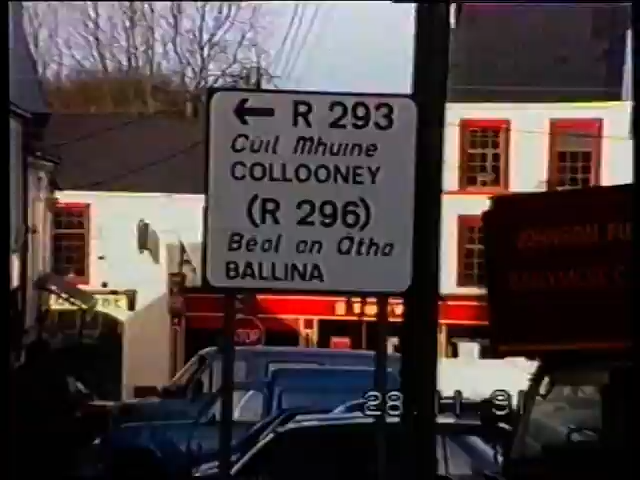 ← R 293
Cúil Mhuine
COLLOONEY
(R 296)
Béal an Átha
BALLINA
STOP